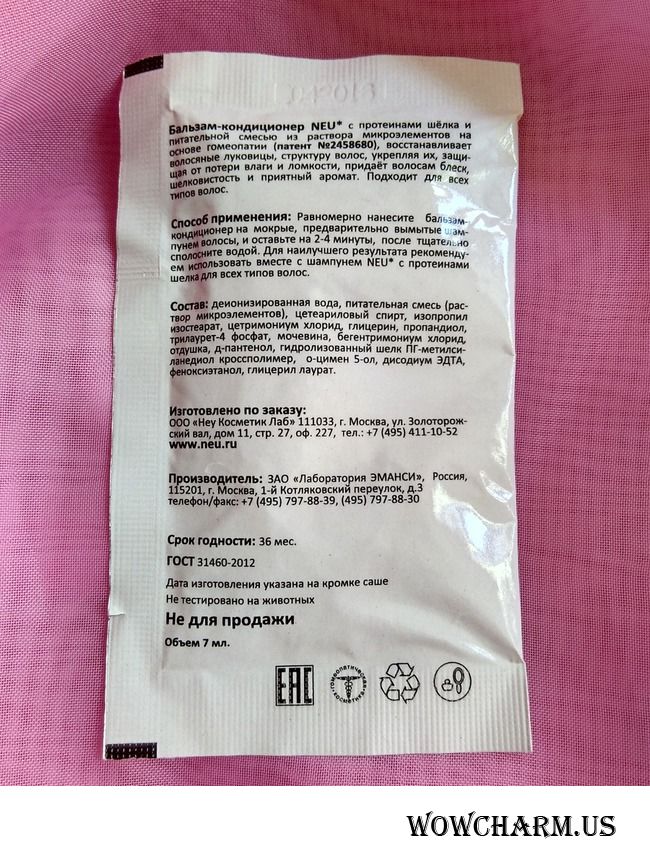 Бальзам-кондиционер NEU* с протеинами шёлка и
питательной смесью из раствора микроэлементов на
основе гомеопатии (патент №2458680), восстанавливает
волосяные луковицы, структуру волос, укрепляя их, защи-
щая от потери влаги и ломкости, придаёт волосам блеск,
шелковистость и приятный аромат. Подходит для всех
типов волос.
Способ применения: Равномерно нанесите бальзам-
кондиционер на мокрые, предварительно вымытые шам-
пунем волосы, и оставьте на 2-4 минуты, после тщательно
сполосните водой. Для наилучшего результата рекоменду-
ем использовать вместе с шампунем NEU* с протеинами
шелка для всех типов волос.
Состав: деионизированная вода, питательная смесь (рас-
твор микроэлементов), цетеариловый спирт, изопропил
изостеарат, цетримониум хлорид, глицерин, пропандиол,
трилаурет-4 фосфат, мочевина, бегентримониум хлорид,
отдушка, д-пантенол, гидролизованный шелк ПГ-метилси-
ланедиол кроссполимер, о-цимен 5-ол, дисодиум ЭДТА,
феноксиэтанол, глицерил лаурат.
Изготовлено по заказу:
ООО «Неу Косметик Лаб» 111033, г. Москва, ул. Золоторож-
ский вал, дом 11, стр. 27, оф. 227, тел.: +7 (495) 411-10-52
www.neu.ru
Производитель: ЗАО «Лаборатория ЭМАНСИ», Россия,
115201, г. Москва, 1-й Котляковский переулок, д.3
телефон/факс: +7 (495) 797-88-39, (495) 797-88-30
Срок годности: 36 мес.
ГОСТ 31460-2012
Дата изготовления указана на кромке саше
Не тестировано на животных
Не для продажи
Объем 7 мл.
EAC
гомеопатическая косметика
WOWCHARM.US